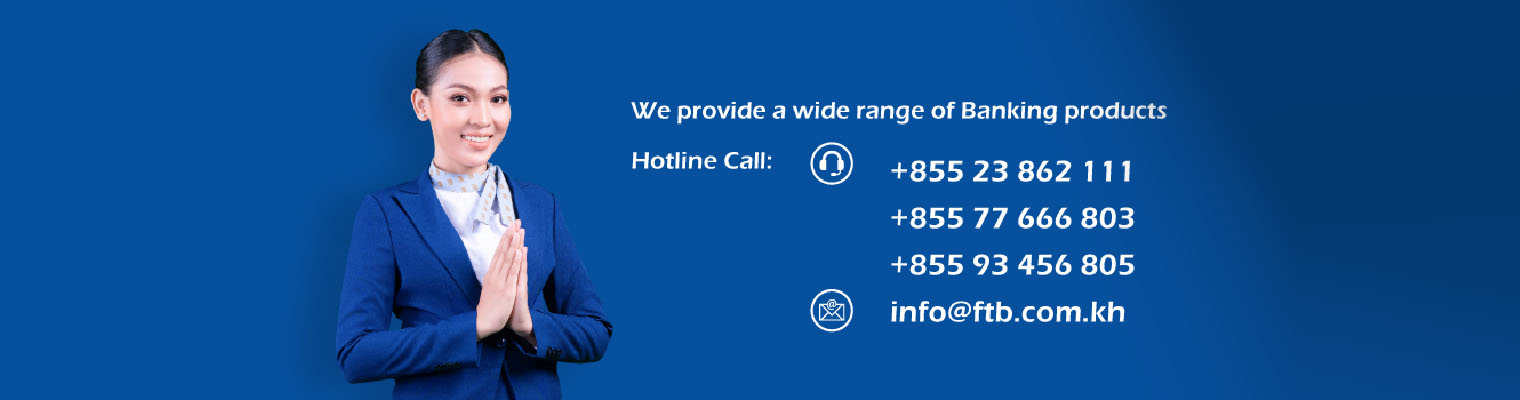 We provide a wide range of Banking products
Hotline Call: +855 23 862 111
+855 77 666 803
+855 93 456 805
info@ftb.com.kh